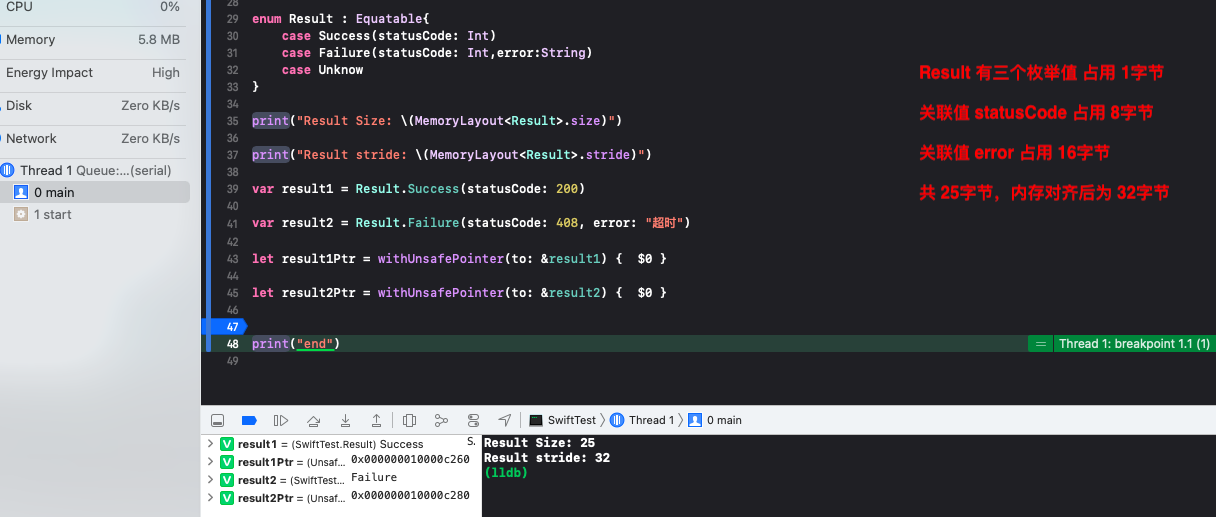 CPU 0%
Memory 5.8 MB
Energy Impact High
Disk Zero KB/s
Network Zero KB/s
Thread 1 Queue:...(serial)
0 main
1 start
28
29 enum Result : Equatable{
30 case Success(statusCode: Int)
31 case Failure(statusCode: Int,error:String)
32 case Unknow
33 }
34
35 print("Result Size: \(MemoryLayout<Result>.size)")
36
37 print("Result stride: \(MemoryLayout<Result>.stride)")
38
39 var result1 = Result.Success(statusCode: 200)
40
41 var result2 = Result.Failure(statusCode: 408, error: "超时")
42
43 let result1Ptr = withUnsafePointer(to: &result1) { $0 }
44
45 let result2Ptr = withUnsafePointer(to: &result2) { $0 }
46
47
48 print("end") = Thread 1: breakpoint 1.1 (1)
49
Result 有三个枚举值 占用 1字节
关联值 statusCode 占用 8字节
关联值 error 占用 16字节
共 25字节，内存对齐后为 32字节
SwiftTest Thread 1 0 main
V result1 = (SwiftTest.Result) Success S.
V result1Ptr = (Unsaf... 0x000000010000c260
V result2 = (SwiftTest... Failure
V result2Ptr = (Unsaf... 0x000000010000c280
Result Size: 25
Result stride: 32
(lldb)